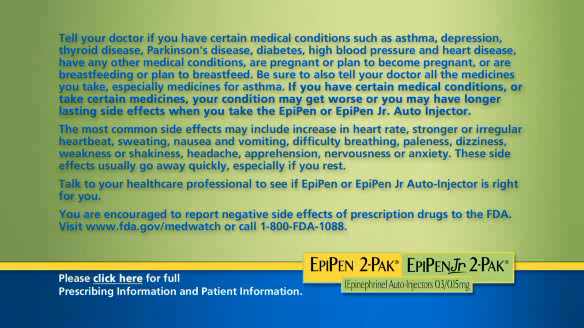 Tell your doctor if you have certain medical conditions such as asthma, depression,
thyroid disease, Parkinson's disease, diabetes, high blood pressure and heart disease,
have any other medical conditions, are pregnant or plan to become pregnant, or are
breastfeeding or plan to breastfeed. Be sure to also tell your doctor all the medicines
you take, especially medicines for asthma. If you have certain medical conditions, or
take certain medicines, your condition may get worse or you may have longer
lasting side effects when you take the EpiPen or EpiPen Jr. Auto Injector.
The most common side effects may include increase in heart rate, stronger or irregular
heartbeat, sweating, nausea and vomiting, difficulty breathing, paleness, dizziness,
weakness or shakiness, headache, apprehension, nervousness or anxiety. These side
effects usually go away quickly, especially if you rest.
Talk to your healthcare professional to see if EpiPen or EpiPen Jr Auto-Injector is right
for you.
You are encouraged to report negative side effects of prescription drugs to the FDA.
Visit www.fda.gov/medwatch or call 1-800-FDA-1088.
EPIPEN 2-PAK® EPIPEN Jr 2-PAK®
(Epinephrine) Auto-Injectors 0.3/0.15mg
Please click here for full
Prescribing Information and Patient Information.